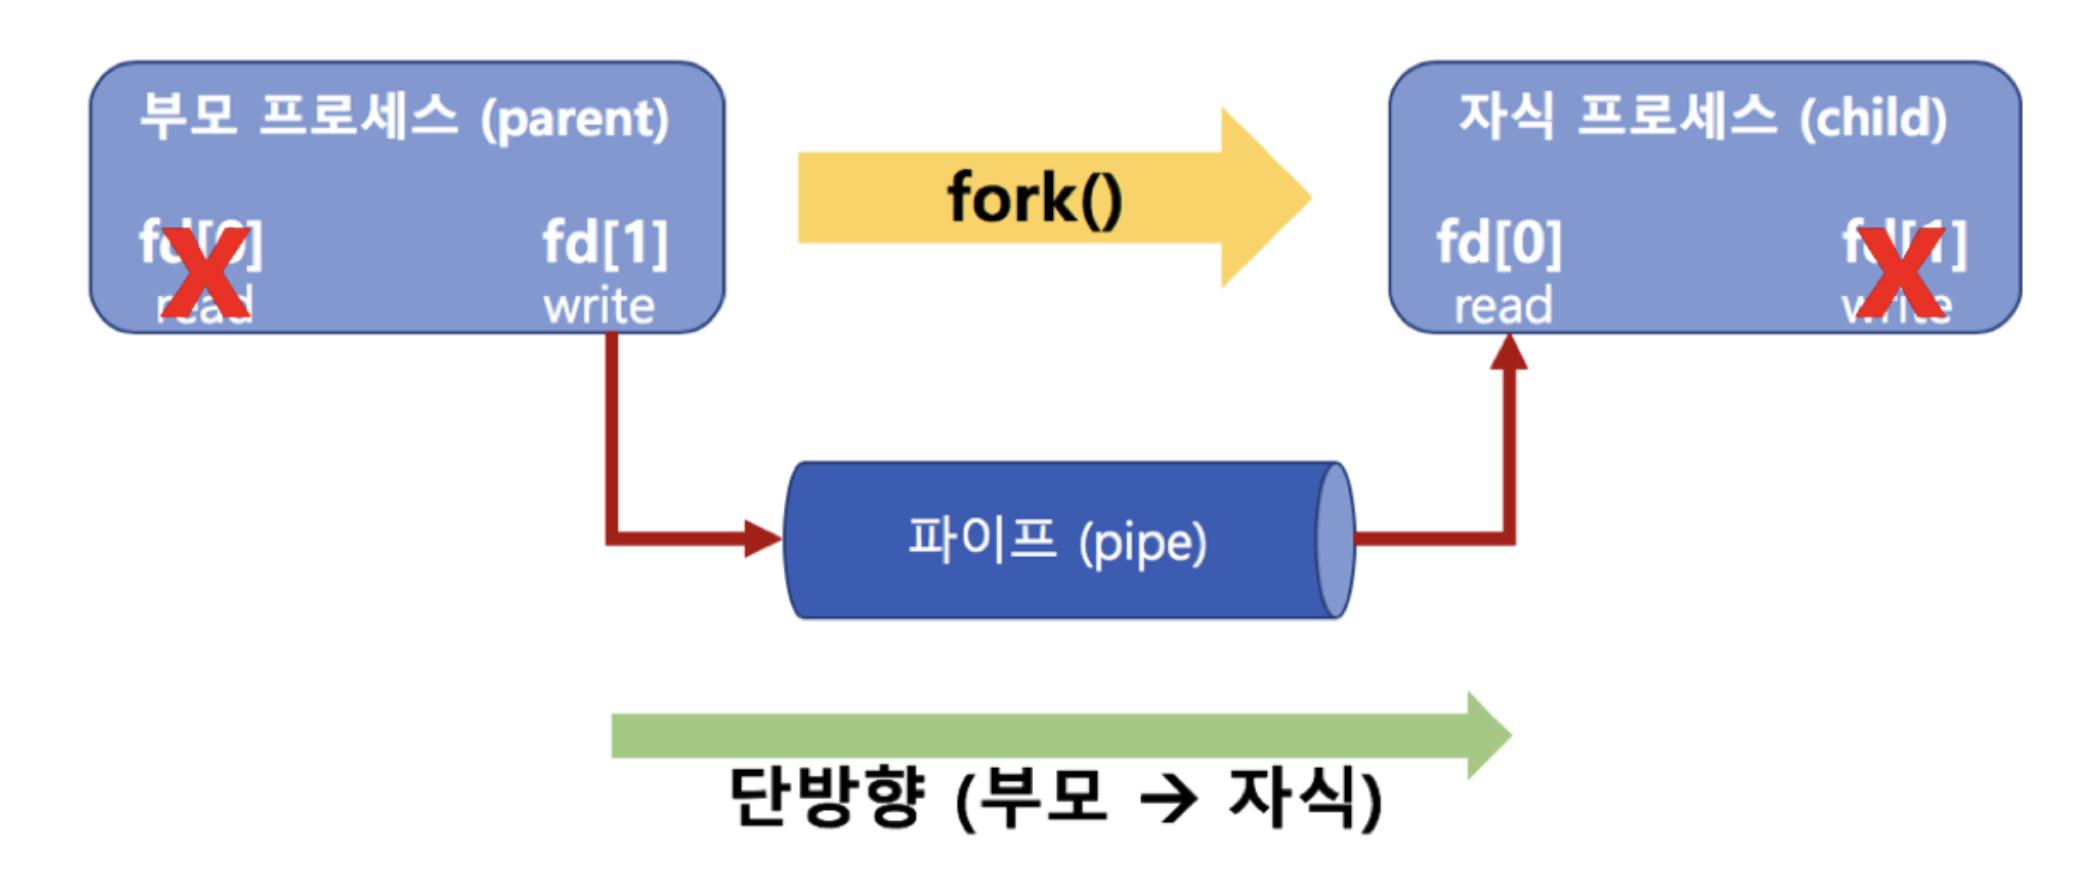 부모 프로세스 (parent)
fd[0]
read
fd[1]
write
fork()
자식 프로세스 (child)
fd[0]
read
fd[1]
write
파이프 (pipe)
단방향 (부모 → 자식)